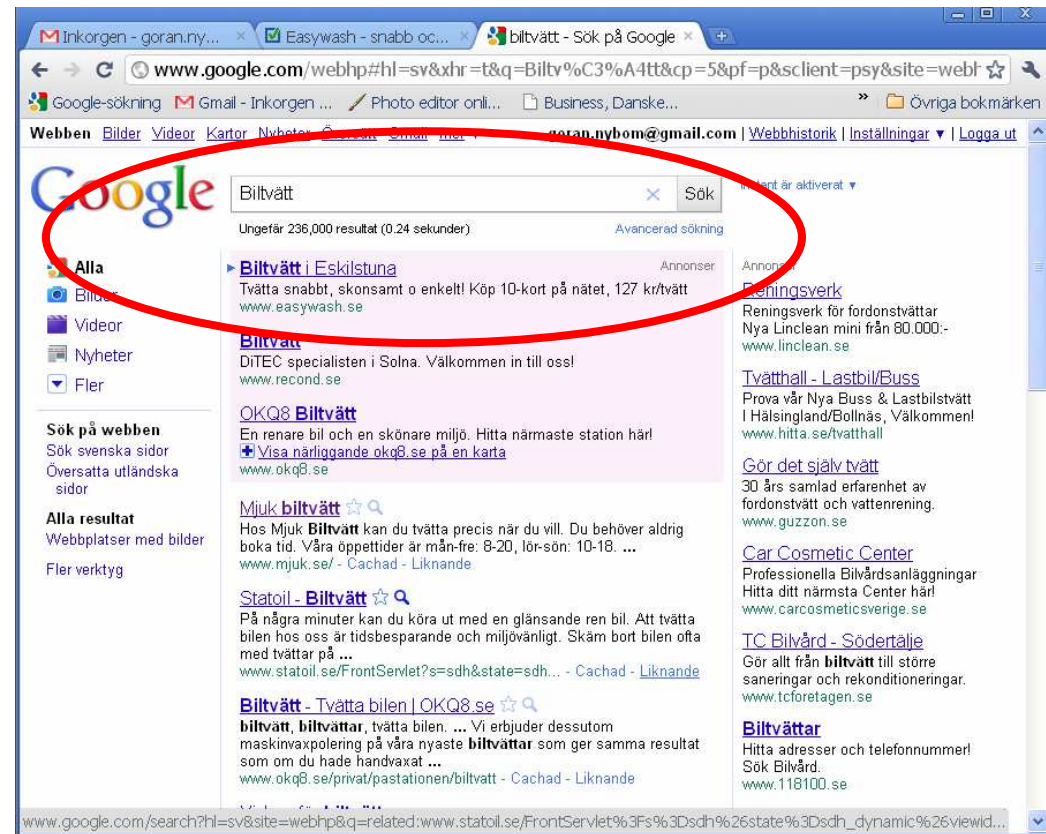 Inkorgen - goran.ny...
Easywash - snabb oc...
biltvätt - Sök på Google
www.google.com/webhp#hl=sv&xhr=t&q=Biltv%C3%A4tt&cp=5&pf=p&sclient=psy&site=webh
Google-sökning Gmail - Inkorgen ... Photo editor onli... Business, Danske... » Övriga bokmärken
Webben Bilder Videor Kartor Nyheter Översätt Gmail mer goran.nybom@gmail.com | Webbhistorik | Inställningar ▼ | Logga ut
Google
Biltvätt
Sök
Instant är aktiverat ▼
Ungefär 236,000 resultat (0.24 sekunder)
Avancerad sökning
Alla
Bilder
Videor
Nyheter
Fler
Sök på webben
Sök svenska sidor
Översatta utländska
sidor
Alla resultat
Webbplatser med bilder
Fler verktyg
Biltvätt i Eskilstuna
Annonser
Tvätta snabbt, skonsamt o enkelt! Köp 10-kort på nätet, 127 kr/tvätt
www.easywash.se
Biltvätt
DiTEC specialisten i Solna. Välkommen in till oss!
www.recond.se
OKQ8 Biltvätt
En renare bil och en skönare miljö. Hitta närmaste station här!
Visa närliggande okq8.se på en karta
www.okq8.se
Mjuk biltvätt
Hos Mjuk Biltvätt kan du tvätta precis när du vill. Du behöver aldrig
boka tid. Våra öppettider är mån-fre: 8-20, lör-sön: 10-18. ...
www.mjuk.se/ - Cachad - Liknande
Statoil - Biltvätt
På några minuter kan du köra ut med en glänsande ren bil. Att tvätta
bilen hos oss är tidsbesparande och miljövänligt. Skäm bort bilen ofta
med tvättar på ...
www.statoil.se/FrontServlet?s=sdh&state=sdh... - Cachad - Liknande
Biltvätt - Tvätta bilen | OKQ8.se
biltvätt, biltvättar, tvätta bilen. ... Vi erbjuder dessutom
maskinvaxpolering på våra nyaste biltvättar som ger samma resultat
som om du hade handvaxat ...
www.okq8.se/privat/pastationen/biltvatt - Cachad - Liknande
Annonser
Reningsverk
Reningsverk för fordonstvättar
Nya Linclean mini från 80.000:-
www.linclean.se
Tvätthall - Lastbil/Buss
Prova vår Nya Buss & Lastbilstvätt
I Hälsingland/Bollnäs, Välkommen!
www.hitta.se/tvatthall
Gör det själv tvätt
30 års samlad erfarenhet av
fordonstvätt och vattenrening.
www.guzzon.se
Car Cosmetic Center
Professionella Bilvårdsanläggningar
Hitta ditt närmsta Center här!
www.carcosmeticsverige.se
TC Bilvård - Södertälje
Gör allt från biltvätt till större
saneringar och rekonditioneringar.
www.tcforetagen.se
Biltvättar
Hitta adresser och telefonnummer!
Sök Bilvård.
www.118100.se
www.google.com/search?hl=sv&site=webhp&q=related:www.statoil.se/FrontServlet%3Fs%3Dsdh%26state%3Dsdh_dynamic%26viewid...